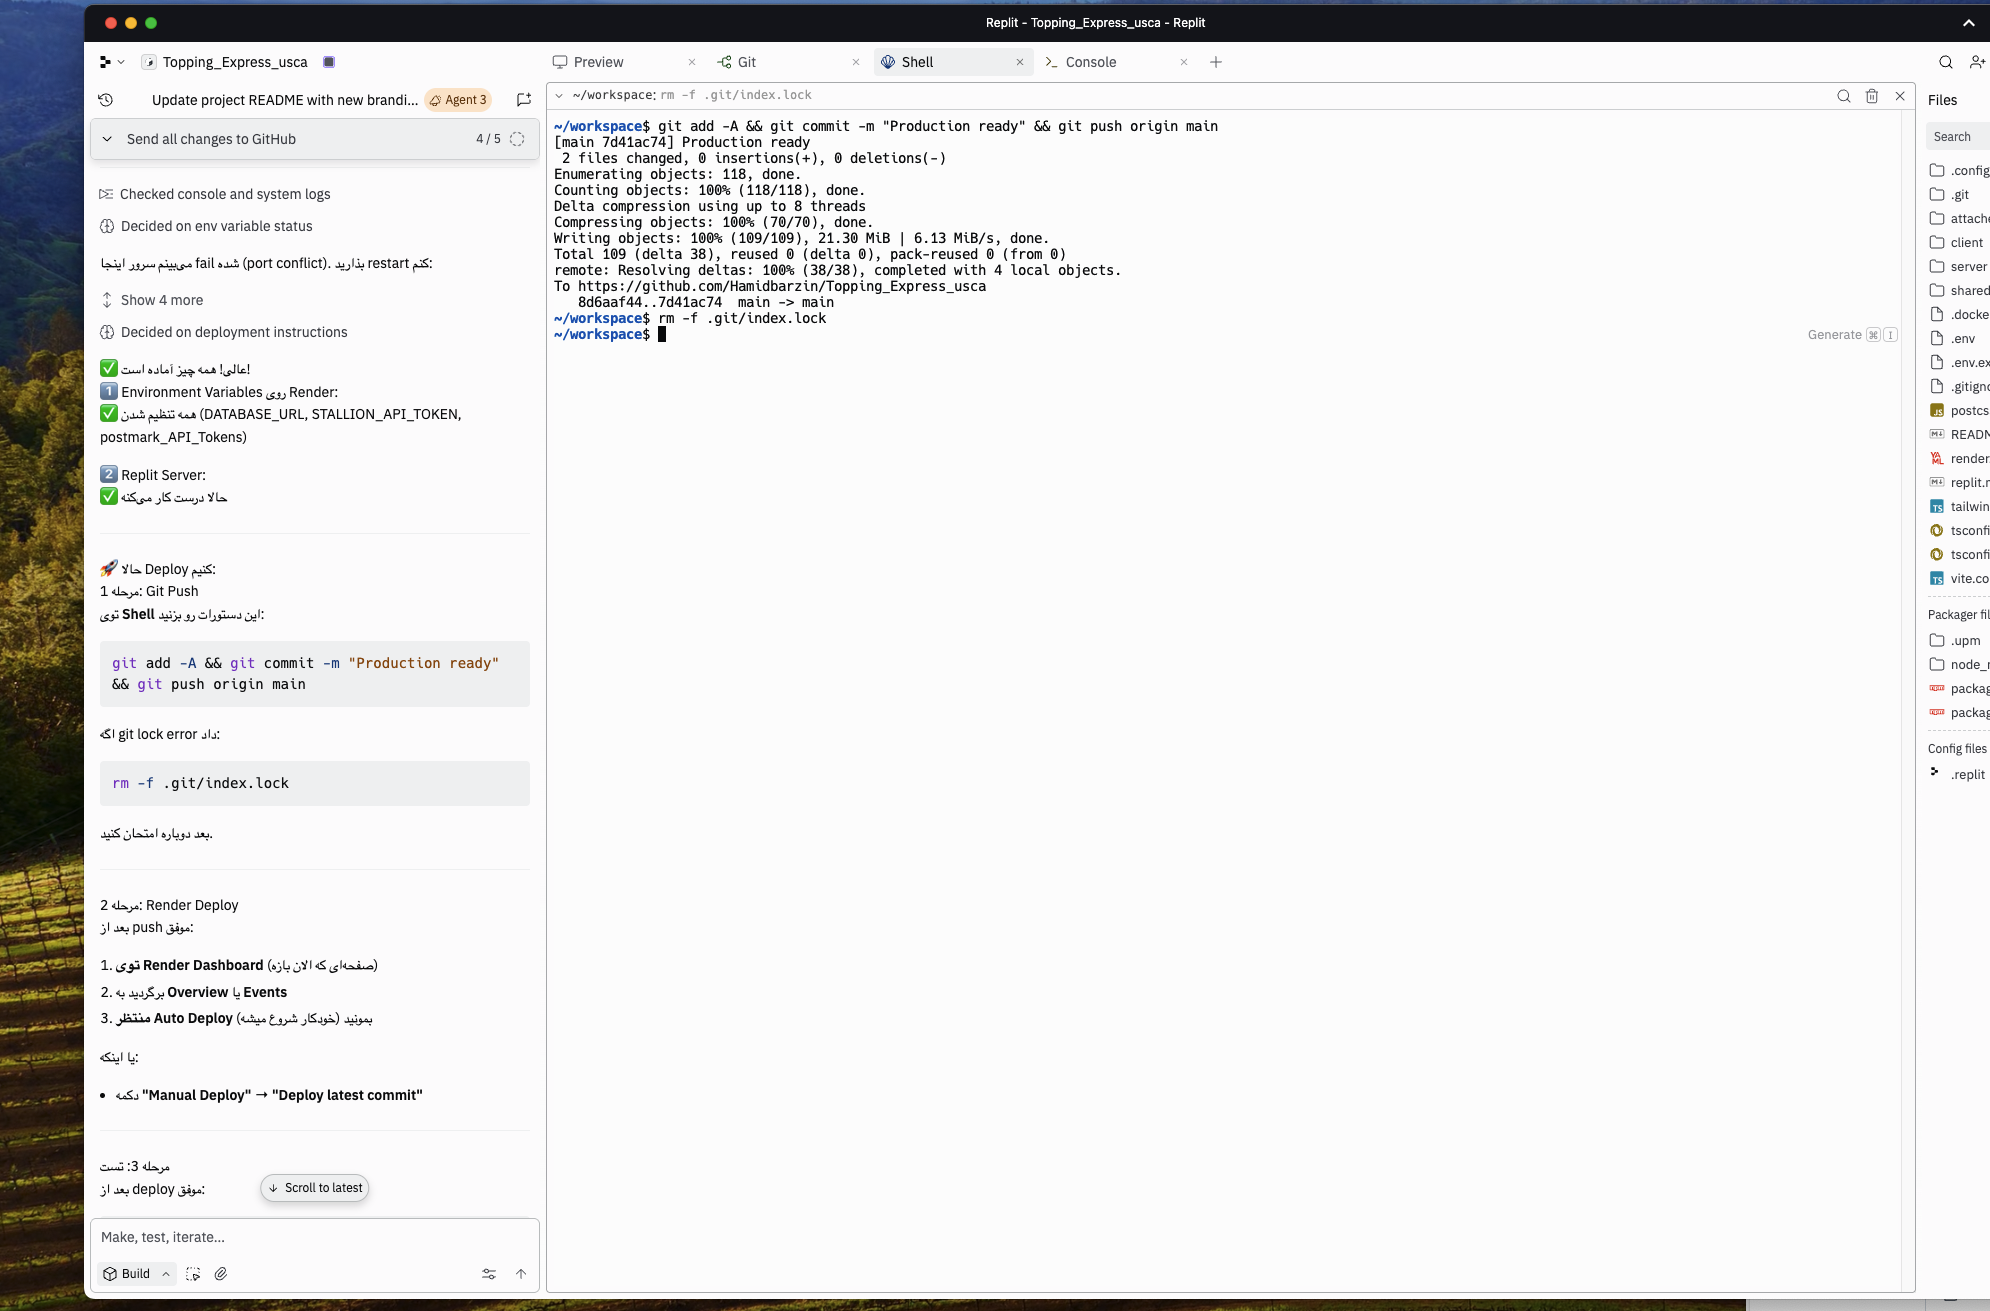 Replit - Topping_Express_usca - Replit
Topping_Express_usca
Update project README with new brandi...
Agent 3
Send all changes to GitHub
4 / 5
Checked console and system logs
Decided on env variable status
می‌بینم سرور اینجا fail شده (port conflict). بذارید restart کنم:
Show 4 more
Decided on deployment instructions
✅ عالی! همه چیز آماده است!
1️⃣ Environment Variables روی Render:
✅ همه تنظیم شدن (DATABASE_URL, STALLION_API_TOKEN,
postmark_API_Tokens)
2️⃣ Replit Server:
✅ حالا درست کار می‌کنه
🚀 حالا Deploy کنیم:
مرحله 1: Git Push
توی Shell این دستورات رو بزنید:
git add -A && git commit -m "Production ready"
&& git push origin main
اگه git lock error داد:
rm -f .git/index.lock
بعد دوباره امتحان کنید.
مرحله 2: Render Deploy
بعد از push موفق:
1. توی Render Dashboard (صفحه‌ای که الان بازه)
2. برگردید به Overview یا Events
3. منتظر Auto Deploy بمونید (خودکار شروع میشه)
یا اینکه:
• دکمه "Manual Deploy" → "Deploy latest commit"
مرحله 3: تست
بعد از deploy موفق:
Scroll to latest
Make, test, iterate...
Build
Preview
Git
Shell
Console
~/workspace: rm -f .git/index.lock
~/workspace$ git add -A && git commit -m "Production ready" && git push origin main
[main 7d41ac74] Production ready
2 files changed, 0 insertions(+), 0 deletions(-)
Enumerating objects: 118, done.
Counting objects: 100% (118/118), done.
Delta compression using up to 8 threads
Compressing objects: 100% (70/70), done.
Writing objects: 100% (109/109), 21.30 MiB | 6.13 MiB/s, done.
Total 109 (delta 38), reused 0 (delta 0), pack-reused 0 (from 0)
remote: Resolving deltas: 100% (38/38), completed with 4 local objects.
To https://github.com/Hamidbarzin/Topping_Express_usca
8d6aaf44..7d41ac74 main -> main
~/workspace$ rm -f .git/index.lock
~/workspace$
Generate ⌘ I
Files
Search
.config
.git
attache
client
server
shared
.docke
.env
.env.ex
.gitigno
postcs
READM
render.
replit.m
tailwin
tsconfi
tsconfi
vite.co
Packager fil
.upm
node_m
packag
packag
Config files
.replit